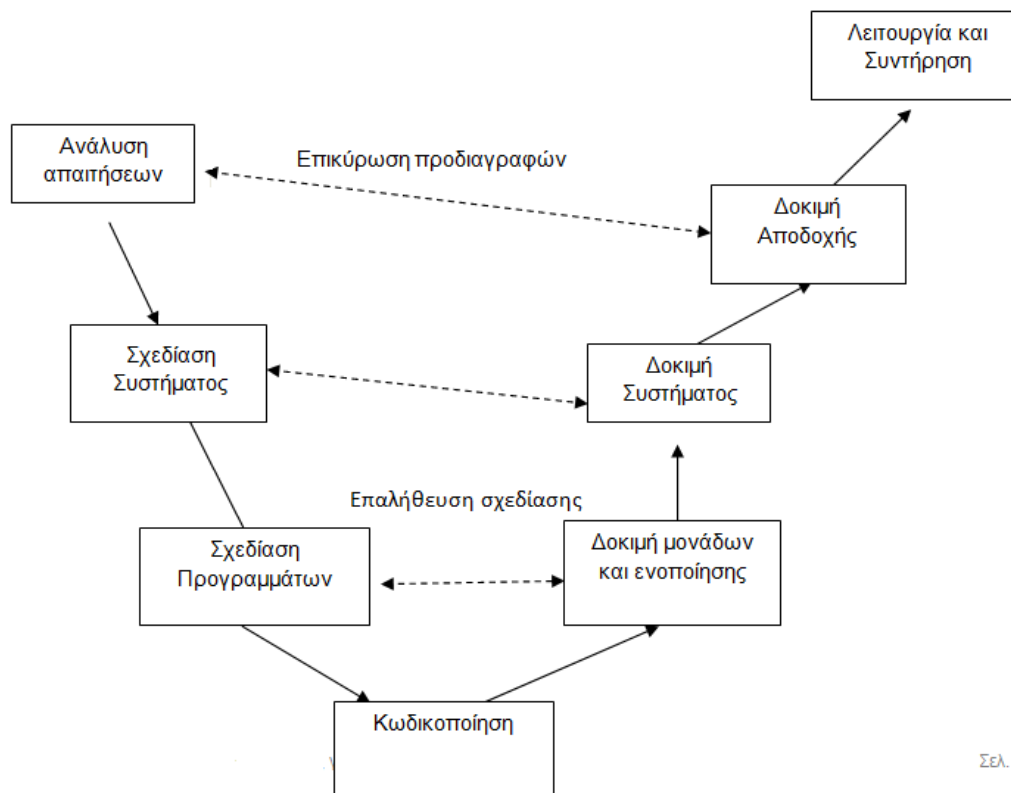 Λειτουργία και
Συντήρηση
Ανάλυση
απαιτήσεων
Επικύρωση προδιαγραφών
Δοκιμή
Αποδοχής
Σχεδίαση
Συστήματος
Δοκιμή
Συστήματος
Επαλήθευση σχεδίασης
Σχεδίαση
Προγραμμάτων
Δοκιμή μονάδων
και ενοποίησης
Κωδικοποίηση
Σελ.